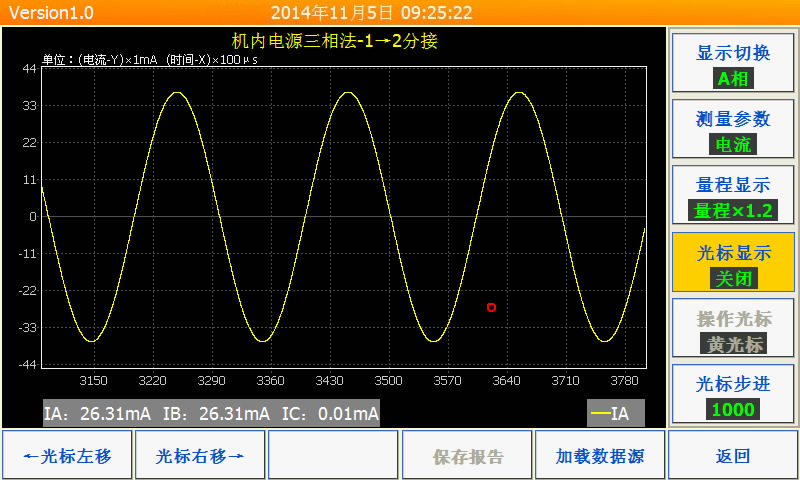 Version1.0 2014年11月5日 09:25:22
机内电源三相法-1→2分接
单位：(电流-Y)×1mA (时间-X)×100μs
44
33
22
11
0
-11
-22
-33
-44
3150 3220 3290 3360 3430 3500 3570 3640 3710 3780
IA: 26.31mA IB: 26.31mA IC: 0.01mA
IA
显示切换
A相
测量参数
电流
量程显示
量程×1.2
光标显示
关闭
操作光标
黄光标
光标步进
1000
←光标左移 光标右移→ 保存报告 加载数据源 返回